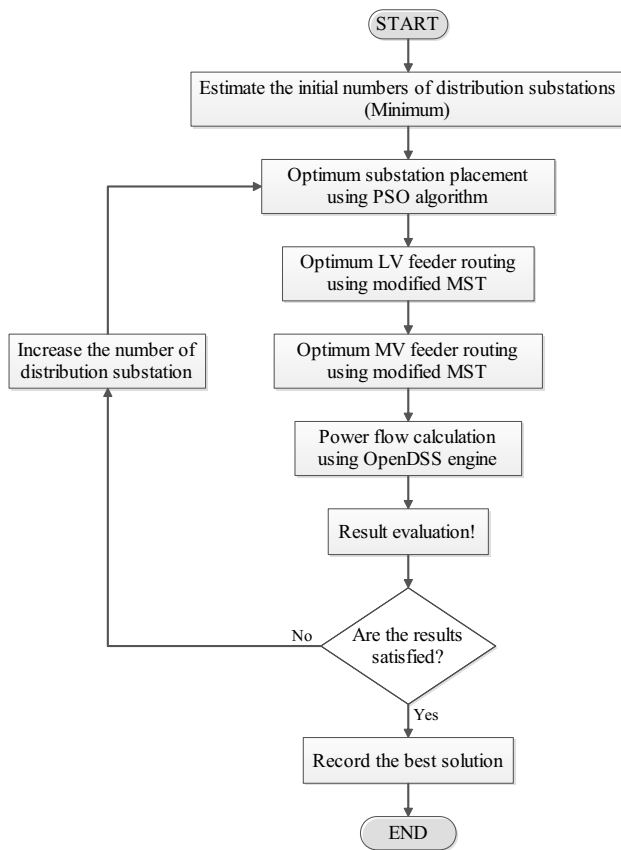 START
Estimate the initial numbers of distribution substations
(Minimum)
Optimum substation placement
using PSO algorithm
Optimum LV feeder routing
using modified MST
Increase the number of
distribution substation
Optimum MV feeder routing
using modified MST
Power flow calculation
using OpenDSS engine
Result evaluation!
No
Are the results
satisfied?
Yes
Record the best solution
END